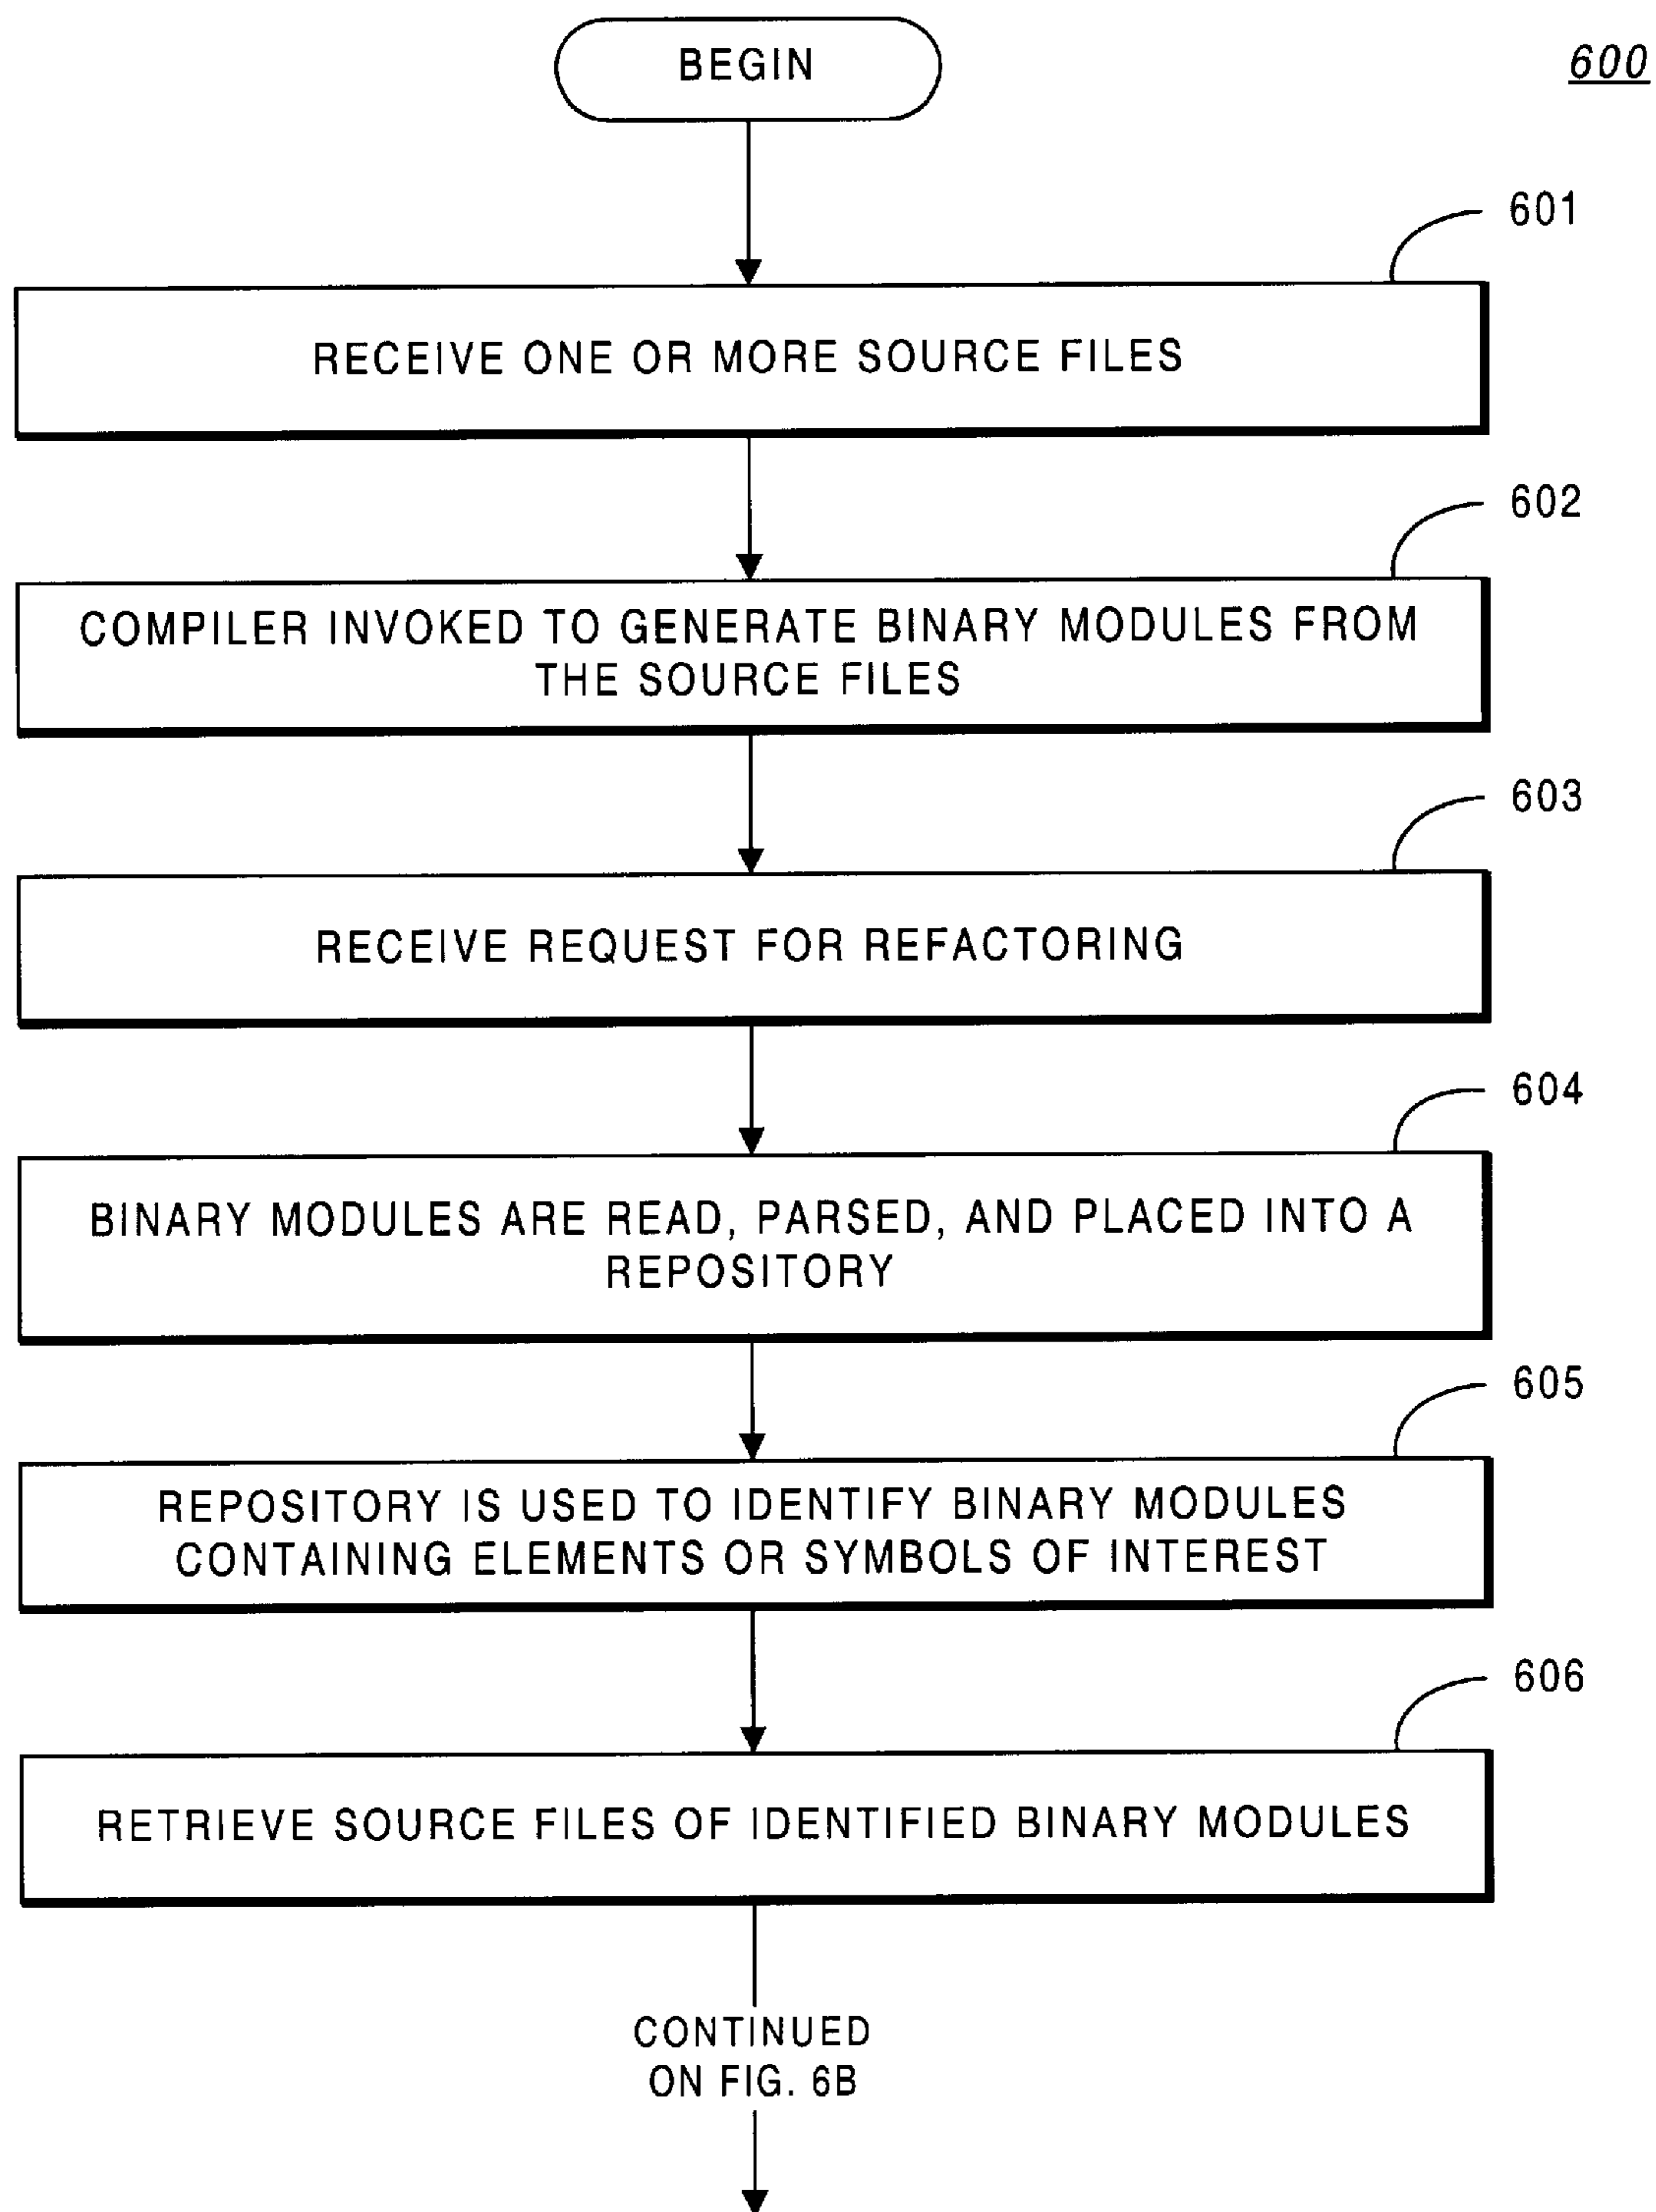 BEGIN
600
601
RECEIVE ONE OR MORE SOURCE FILES
602
COMPILER INVOKED TO GENERATE BINARY MODULES FROM
THE SOURCE FILES
603
RECEIVE REQUEST FOR REFACTORING
604
BINARY MODULES ARE READ, PARSED, AND PLACED INTO A
REPOSITORY
605
REPOSITORY IS USED TO IDENTIFY BINARY MODULES
CONTAINING ELEMENTS OR SYMBOLS OF INTEREST
606
RETRIEVE SOURCE FILES OF IDENTIFIED BINARY MODULES
CONTINUED
ON FIG. 6B